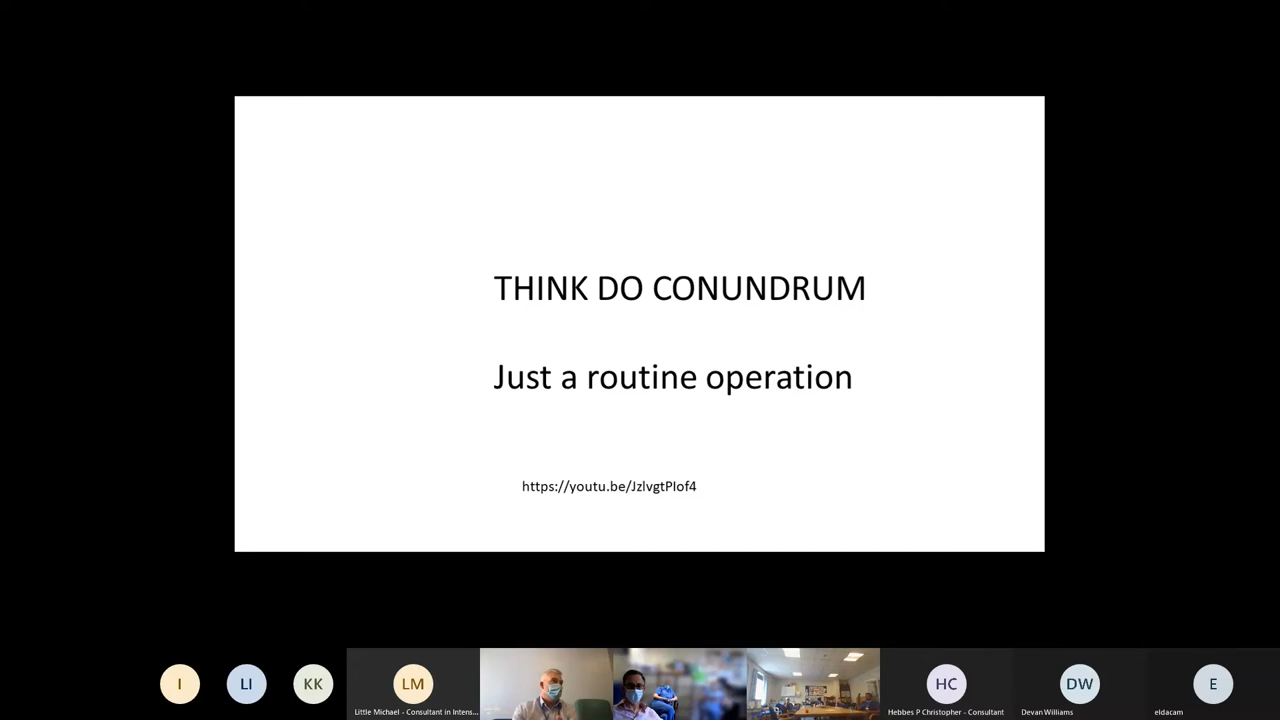 THINK DO CONUNDRUM
Just a routine operation
https://youtu.be/JzlvgtPIof4
I
LI
KK
LM
HC
DW
E
Little Michael - Consultant in Intens...
Hebbes P Christopher - Consultant
Devan Williams
eldacam